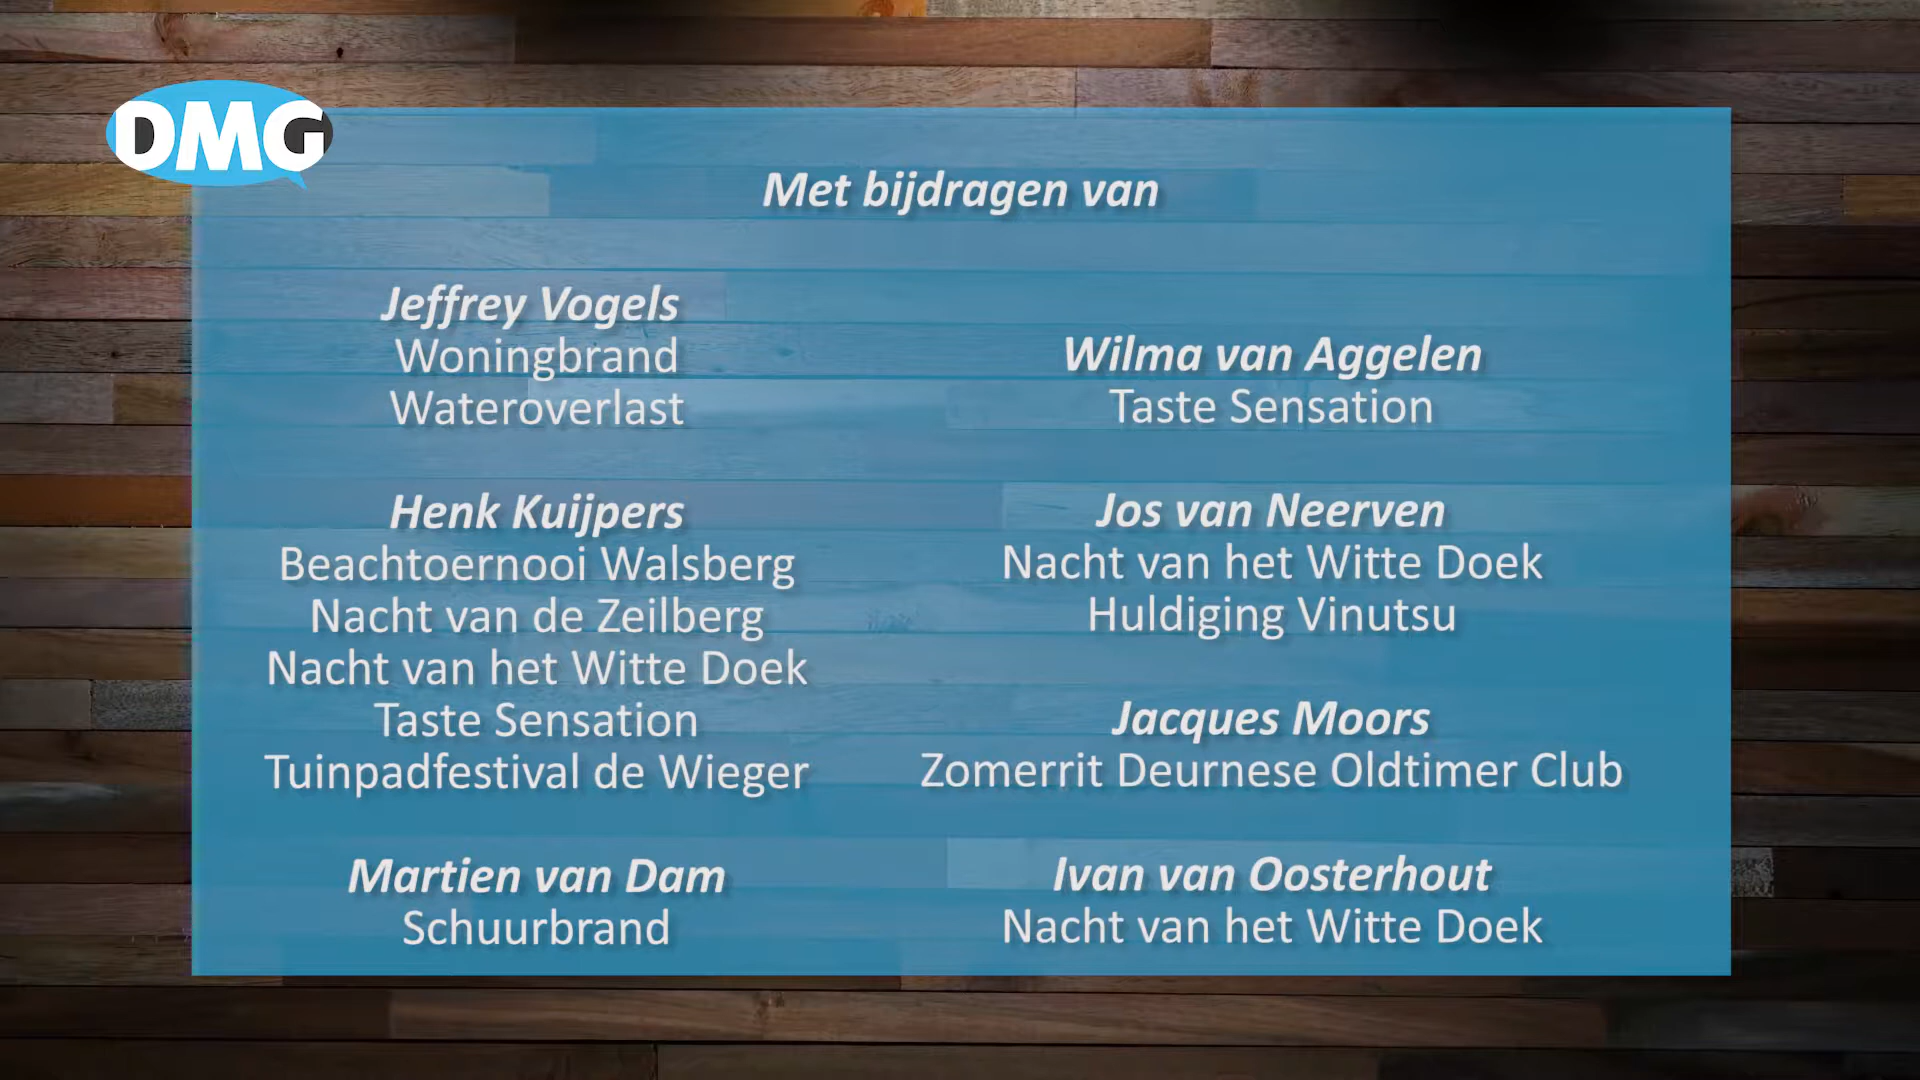 DMG
Met bijdragen van
Jeffrey Vogels
Woningbrand
Wateroverlast
Henk Kuijpers
Beachtoernooi Walsberg
Nacht van de Zeilberg
Nacht van het Witte Doek
Taste Sensation
Tuinpadfestival de Wieger
Martien van Dam
Schuurbrand
Wilma van Aggelen
Taste Sensation
Jos van Neerven
Nacht van het Witte Doek
Huldiging Vinutsu
Jacques Moors
Zomerrit Deurnese Oldtimer Club
Ivan van Oosterhout
Nacht van het Witte Doek